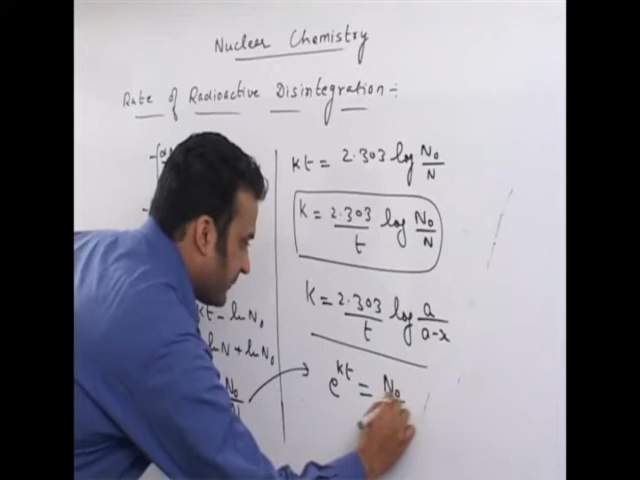 Nuclear Chemistry
Rate of Radioactive Disintegration :-
kt - ln N₀
ln N + ln N₀
N₀
N
kt = 2.303 log N₀/N
k = 2.303/t log N₀/N
k = 2.303/t log a/a-x
e^kt = N₀